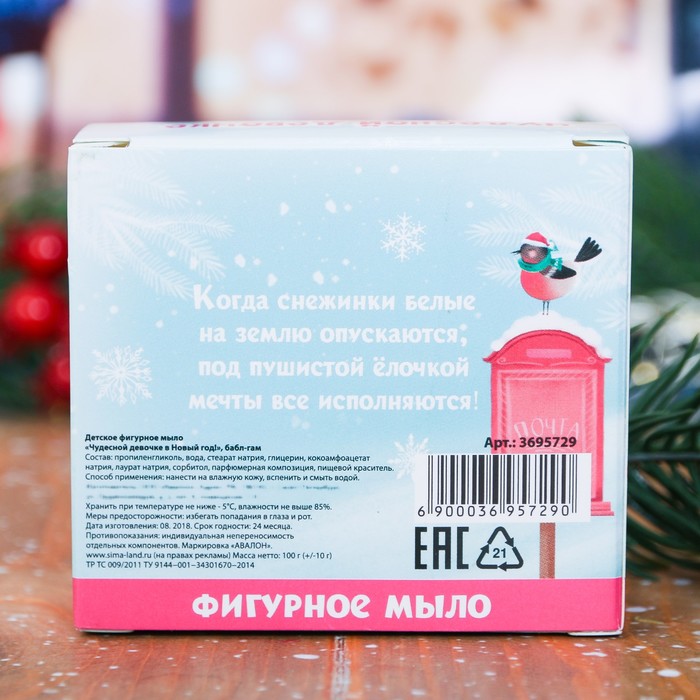 Когда снежинки белые
на землю опускаются,
под пушистой ёлочкой
мечты все исполняются!
ПОЧТА
Детское фигурное мыло
«Чудесной девочке в Новый год!», бабл-гам
Состав: пропиленгликоль, вода, стеарат натрия, глицерин, кокоамфоацетат
натрия, лаурат натрия, сорбитол, парфюмерная композиция, пищевой краситель.
Способ применения: нанести на влажную кожу, вспенить и смыть водой.
Хранить при температуре не ниже - 5°С, влажности не выше 85%.
Меры предосторожности: избегать попадания в глаза и рот.
Дата изготовления: 08. 2018. Срок годности: 24 месяца.
Противопоказания: индивидуальная непереносимость
отдельных компонентов. Маркировка «АВАЛОН».
www.sima-land.ru (на правах рекламы) Масса нетто: 100 г (+/-10 г)
ТР ТС 009/2011 ТУ 9144–001–34301670–2014
Арт.: 3695729
6 900036 957290
ЕАС 21
ФИГУРНОЕ МЫЛО